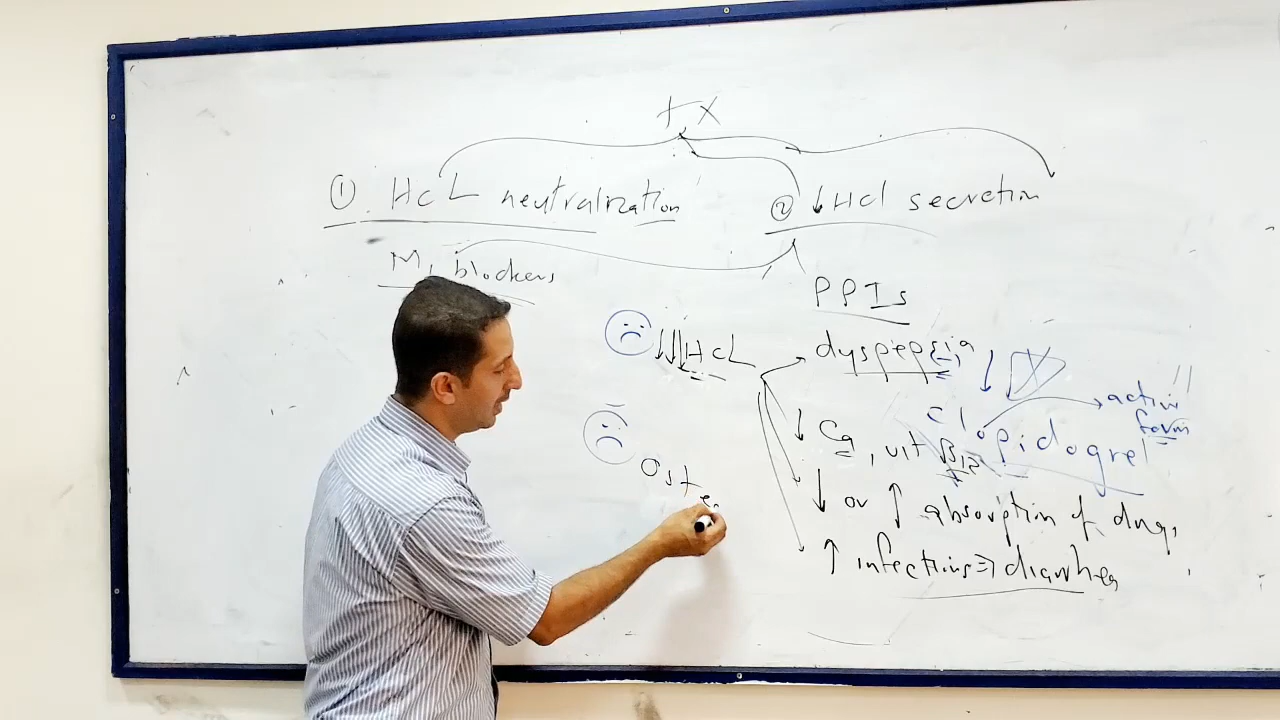 tx
① HCL neutralization
② ↓ Hcl secretion
M1 blockers
PPIs
↓↓↓ HCL
dyspepsia
↓ Ca, vit B12
↓ Clopidogrel
active form
↓ or ↑ absorption of drugs
↑ infections ⇒ diarrhea
Oste